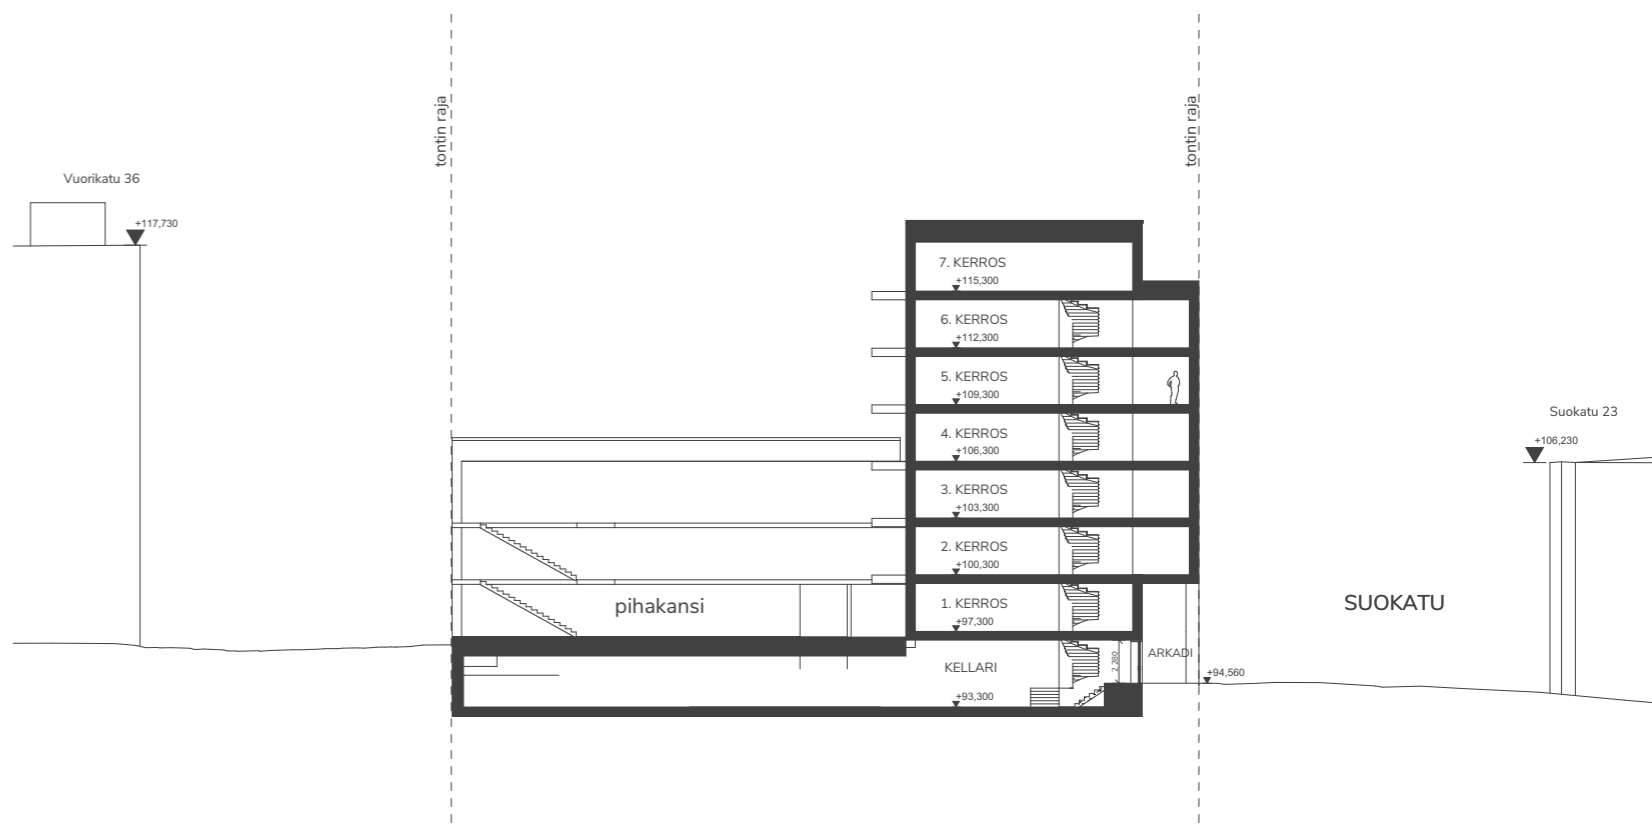 tontin raja
tontin raja
Vuorikatu 36
+117,730
7. KERROS
+115,300
6. KERROS
+112,300
5. KERROS
+109,300
4. KERROS
+106,300
Suokatu 23
+106,230
3. KERROS
+103,300
2. KERROS
+100,300
pihakansi
1. KERROS
+97,300
SUOKATU
KELLARI
2 280
ARKADI
+94,560
+93,300